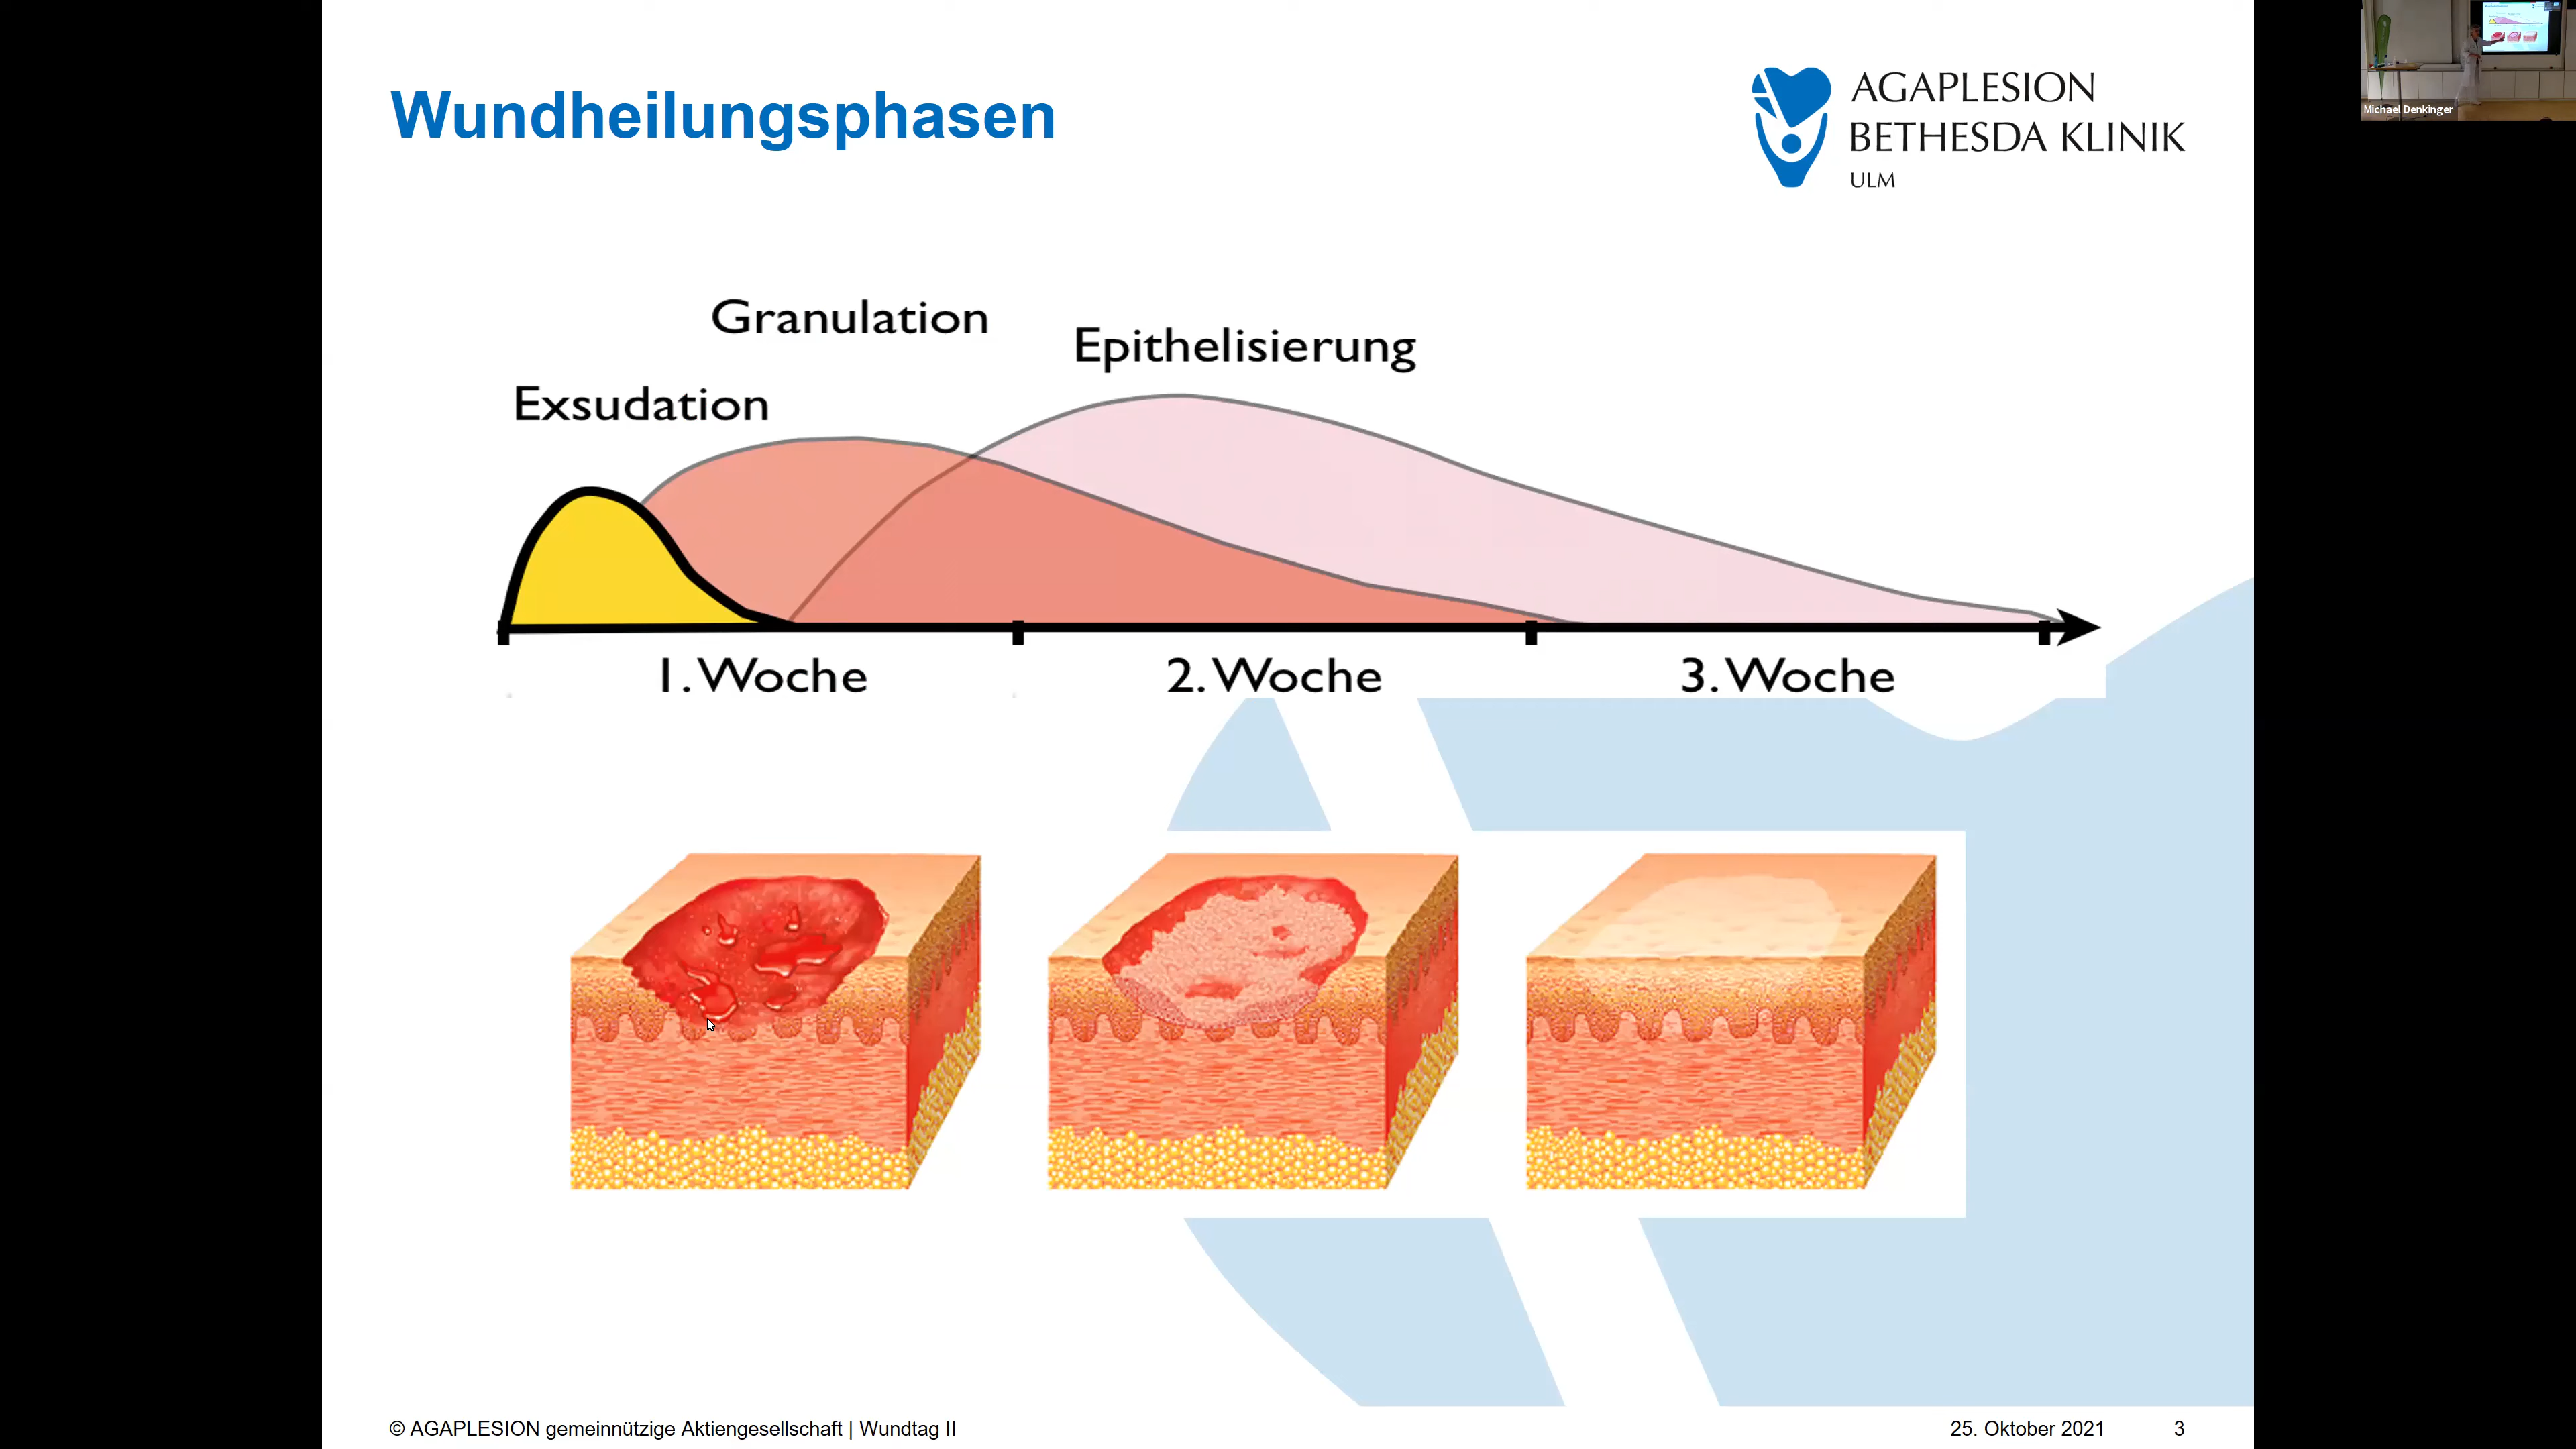 Wundheilungsphasen
AGAPLESION
BETHESDA KLINIK
ULM
Michael Denkinger
Granulation
Epithelisierung
Exsudation
1. Woche
2. Woche
3. Woche
© AGAPLESION gemeinnützige Aktiengesellschaft | Wundtag II
25. Oktober 2021
3